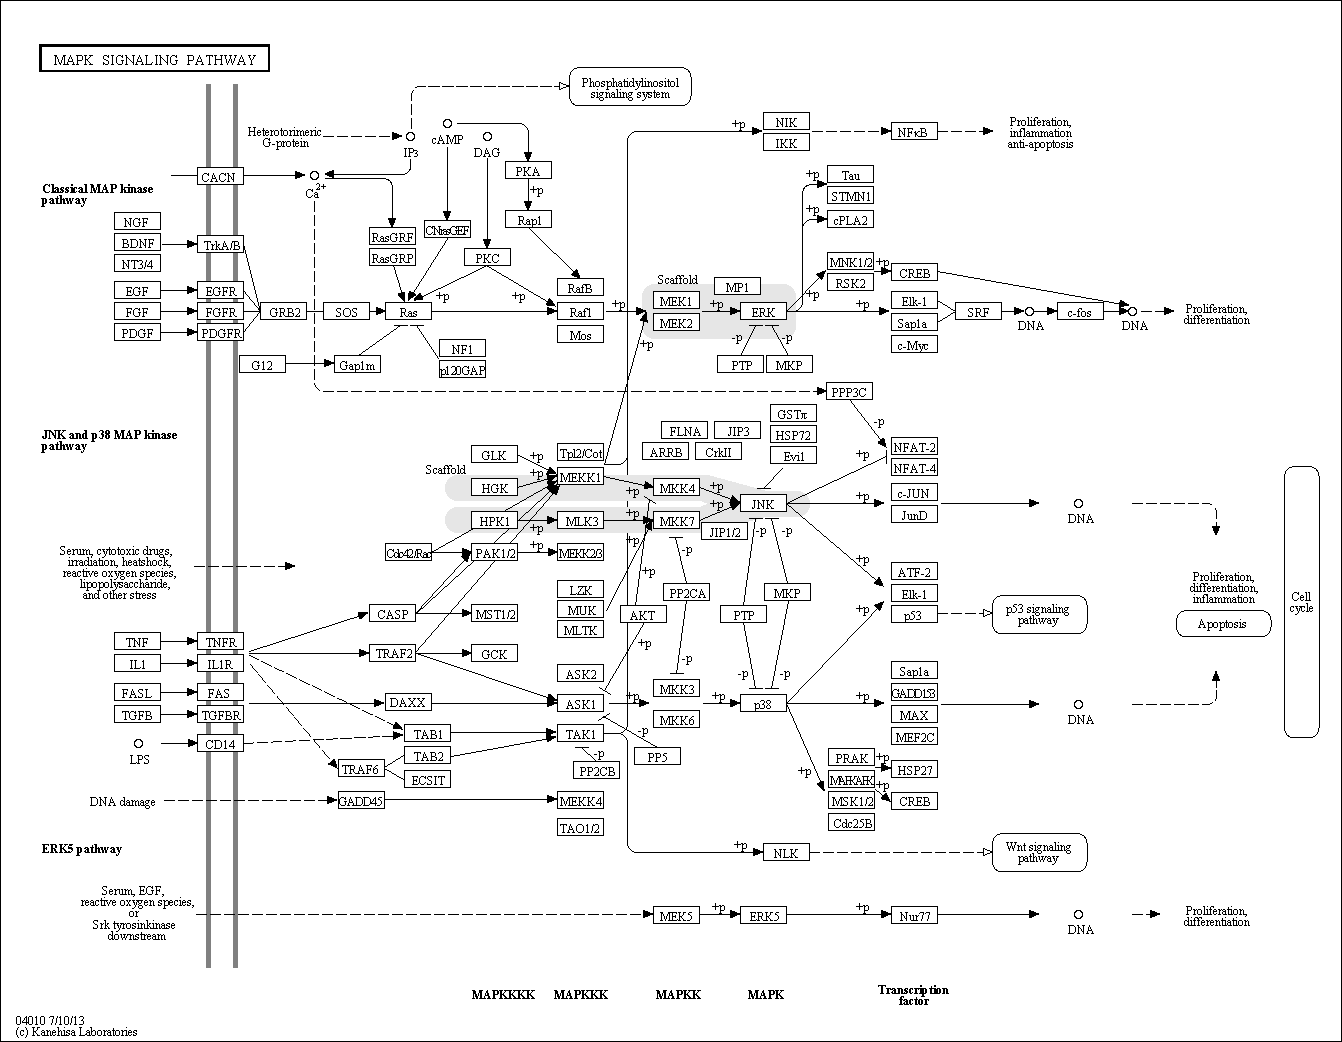 MAPK SIGNALING PATHWAY
Phosphatidylinositol
signaling system
Heterotorimeric
G-protein
IP3
cAMP
DAG
+p
NIK
IKK
NFκB
Proliferation,
inflammation
anti-apoptosis
CACN
Ca2+
PKA
+p
+p
Tau
STMN1
Classical MAP kinase
pathway
NGF
BDNF
NT3/4
TrkA/B
RasGRF
RasGRP
CNrasGEF
PKC
Rap1
+p
cPLA2
Scaffold
MP1
MNK1/2
RSK2
+p
CREB
EGF
FGF
PDGF
EGFR
FGFR
PDGFR
GRB2
SOS
Ras
+p
+p
RafB
Raf1
Mos
+p
MEK1
MEK2
+p
ERK
+p
+p
Elk-1
Sap1a
c-Myc
SRF
DNA
c-fos
DNA
Proliferation,
differentiation
G12
Gap1m
NF1
p120GAP
+p
-p
-p
PTP
MKP
PPP3C
-p
JNK and p38 MAP kinase
pathway
Scaffold
GLK
HGK
HPK1
+p
+p
+p
Tpl2/Cot
MEKK1
MLK3
+p
+p
+p
FLNA
JIP3
ARRB
CrkII
GSTπ
HSP72
Evi1
MKK4
MKK7
+p
+p
JIP1/2
JNK
+p
+p
+p
NFAT-2
NFAT-4
c-JUN
JunD
DNA
Cell
cycle
Serum, cytotoxic drugs,
irradiation, heatshock,
reactive oxygen species,
lipopolysaccharide,
and other stress
Cdc42/Rac
PAK1/2
+p
MEKK2/3
+p
+p
-p
-p
-p
LZK
MUK
MLTK
AKT
+p
PP2CA
-p
PTP
MKP
-p
-p
ATF-2
Elk-1
p53
+p
p53 signaling
pathway
Proliferation,
differentiation,
inflammation
Apoptosis
CASP
MST1/2
TNF
TNFR
IL1
IL1R
TRAF2
GCK
FASL
FAS
TGFB
TGFBR
LPS
CD14
DAXX
ASK2
ASK1
TAK1
+p
-p
-p
MKK3
MKK6
+p
p38
+p
Sap1a
GADD153
MAX
MEF2C
DNA
TAB1
TAB2
TRAF6
ECSIT
PP2CB
PP5
+p
PRAK
MAPKAPK
MSK1/2
Cdc25B
+p
+p
HSP27
CREB
DNA damage
GADD45
MEKK4
TAO1/2
ERK5 pathway
+p
NLK
Wnt signaling
pathway
Serum, EGF,
reactive oxygen species,
or
Srk tyrosinkinase
downstream
MEK5
+p
ERK5
+p
Nur77
DNA
Proliferation,
differentiation
MAPKKKK
MAPKKK
MAPKK
MAPK
Transcription
factor
04010 7/10/13
(c) Kanehisa Laboratories